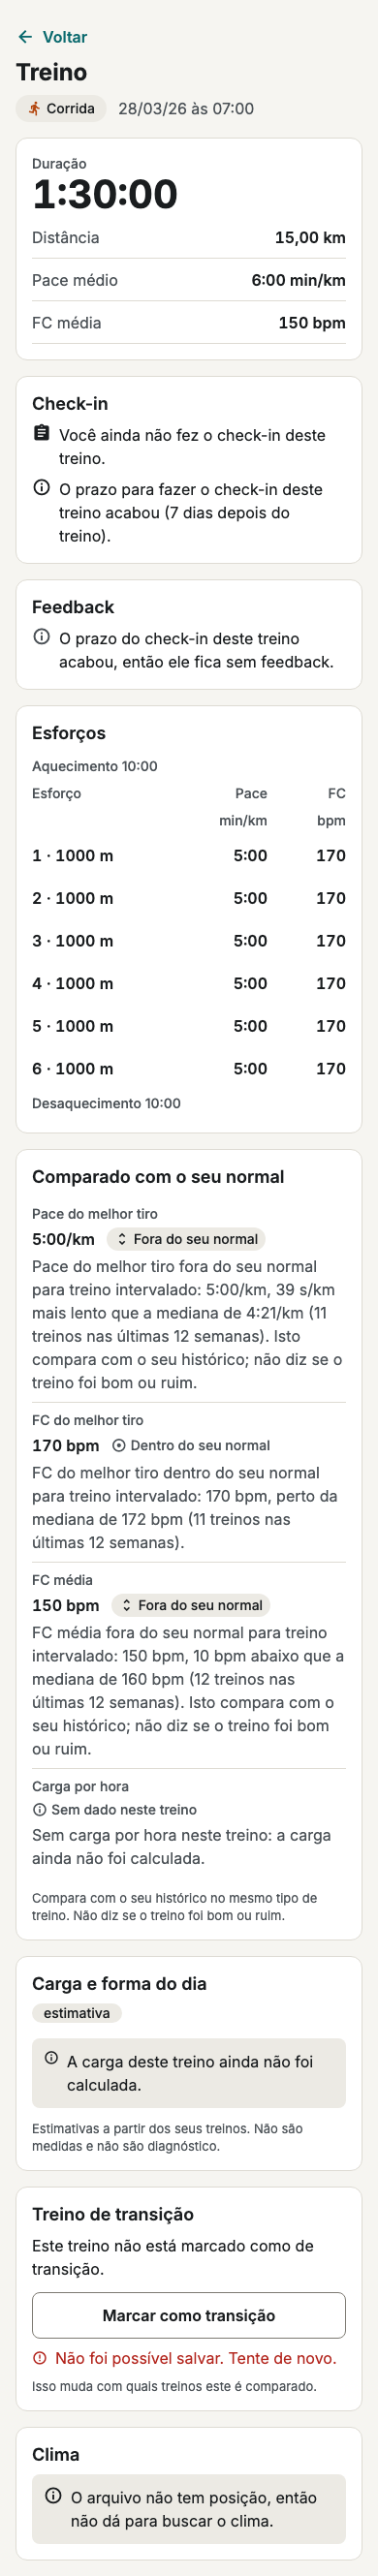 Voltar
Treino
Corrida 28/03/26 às 07:00
Duração
1:30:00
Distância 15,00 km
Pace médio 6:00 min/km
FC média 150 bpm
Check-in
Você ainda não fez o check-in deste
treino.
O prazo para fazer o check-in deste
treino acabou (7 dias depois do
treino).
Feedback
O prazo do check-in deste treino
acabou, então ele fica sem feedback.
Esforços
Aquecimento 10:00
Esforço Pace FC
min/km bpm
1 · 1000 m 5:00 170
2 · 1000 m 5:00 170
3 · 1000 m 5:00 170
4 · 1000 m 5:00 170
5 · 1000 m 5:00 170
6 · 1000 m 5:00 170
Desaquecimento 10:00
Comparado com o seu normal
Pace do melhor tiro
5:00/km Fora do seu normal
Pace do melhor tiro fora do seu normal
para treino intervalado: 5:00/km, 39 s/km
mais lento que a mediana de 4:21/km (11
treinos nas últimas 12 semanas). Isto
compara com o seu histórico; não diz se o
treino foi bom ou ruim.
FC do melhor tiro
170 bpm Dentro do seu normal
FC do melhor tiro dentro do seu normal
para treino intervalado: 170 bpm, perto da
mediana de 172 bpm (11 treinos nas
últimas 12 semanas).
FC média
150 bpm Fora do seu normal
FC média fora do seu normal para treino
intervalado: 150 bpm, 10 bpm abaixo que a
mediana de 160 bpm (12 treinos nas
últimas 12 semanas). Isto compara com o
seu histórico; não diz se o treino foi bom
ou ruim.
Carga por hora
Sem dado neste treino
Sem carga por hora neste treino: a carga
ainda não foi calculada.
Compara com o seu histórico no mesmo tipo de
treino. Não diz se o treino foi bom ou ruim.
Carga e forma do dia
estimativa
A carga deste treino ainda não foi
calculada.
Estimativas a partir dos seus treinos. Não são
medidas e não são diagnóstico.
Treino de transição
Este treino não está marcado como de
transição.
Marcar como transição
Não foi possível salvar. Tente de novo.
Isso muda com quais treinos este é comparado.
Clima
O arquivo não tem posição, então
não dá para buscar o clima.